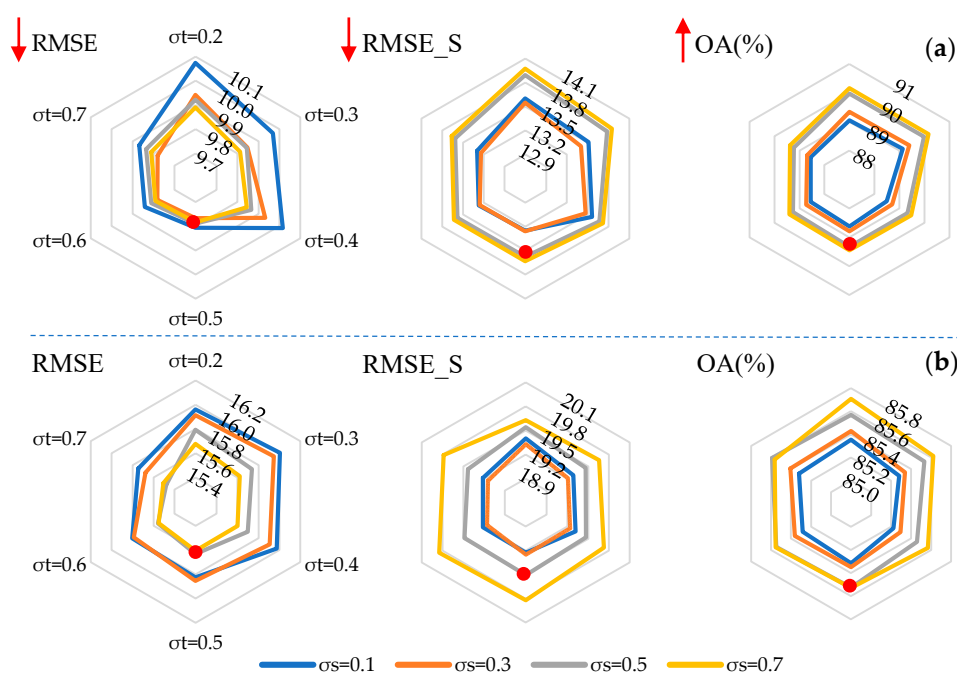 RMSE
σt=0.2
RMSE_S
OA(%)
(a)
σt=0.7
10.1
10.0
9.9
9.8
9.7
σt=0.3
14.1
13.8
13.5
13.2
12.9
91
90
89
88
σt=0.6
σt=0.4
σt=0.5
RMSE
σt=0.2
RMSE_S
OA(%)
(b)
σt=0.7
16.2
16.0
15.8
15.6
15.4
σt=0.3
20.1
19.8
19.5
19.2
18.9
85.8
85.6
85.4
85.2
85.0
σt=0.6
σt=0.4
σt=0.5
σs=0.1
σs=0.3
σs=0.5
σs=0.7